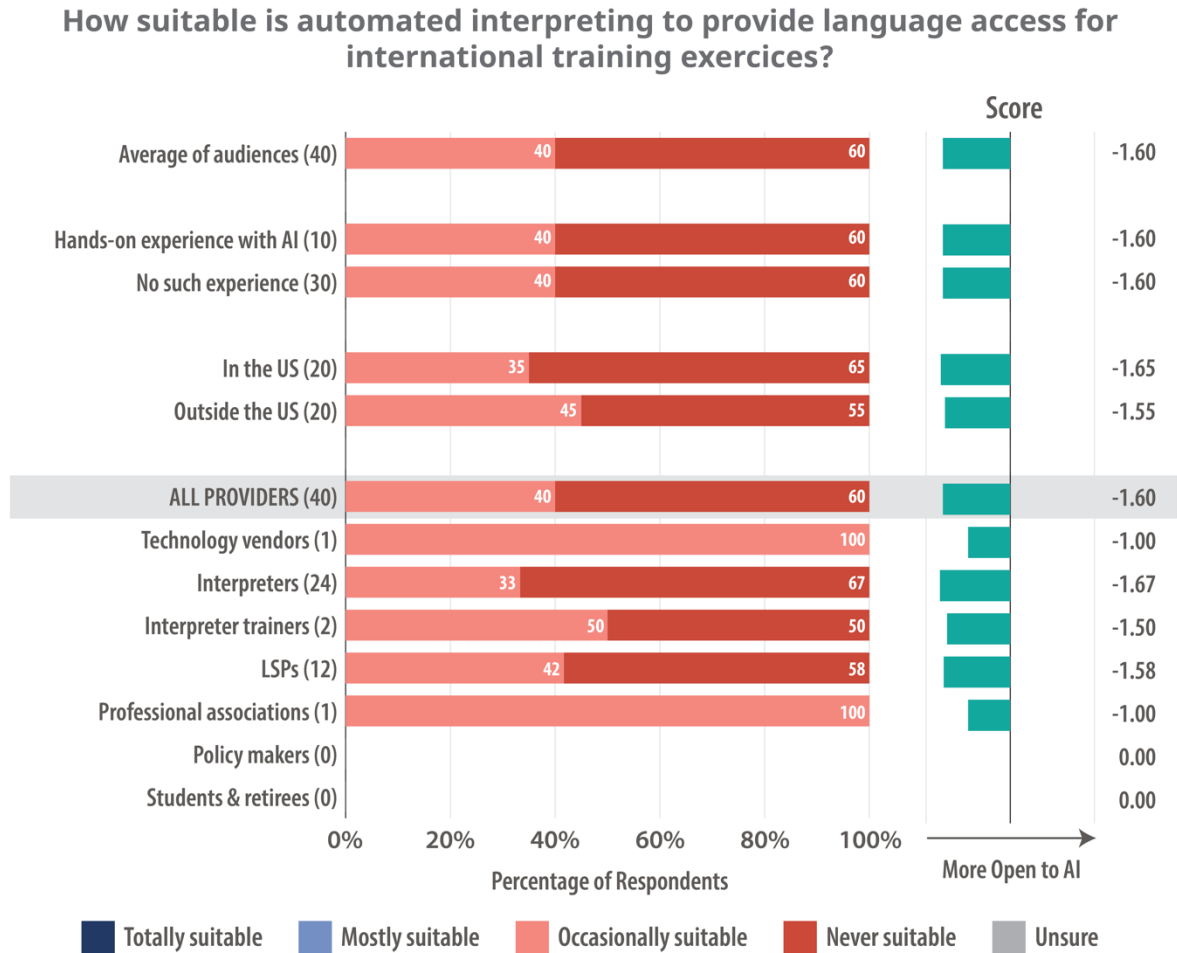 How suitable is automated interpreting to provide language access for
international training exercices?
Score
Average of audiences (40) 40 60 -1.60
Hands-on experience with AI (10) 40 60 -1.60
No such experience (30) 40 60 -1.60
In the US (20) 35 65 -1.65
Outside the US (20) 45 55 -1.55
ALL PROVIDERS (40) 40 60 -1.60
Technology vendors (1) 100 -1.00
Interpreters (24) 33 67 -1.67
Interpreter trainers (2) 50 50 -1.50
LSPs (12) 42 58 -1.58
Professional associations (1) 100 -1.00
Policy makers (0) 0.00
Students & retirees (0) 0.00
0% 20% 40% 60% 80% 100%
Percentage of Respondents
More Open to AI
Totally suitable Mostly suitable Occasionally suitable Never suitable Unsure